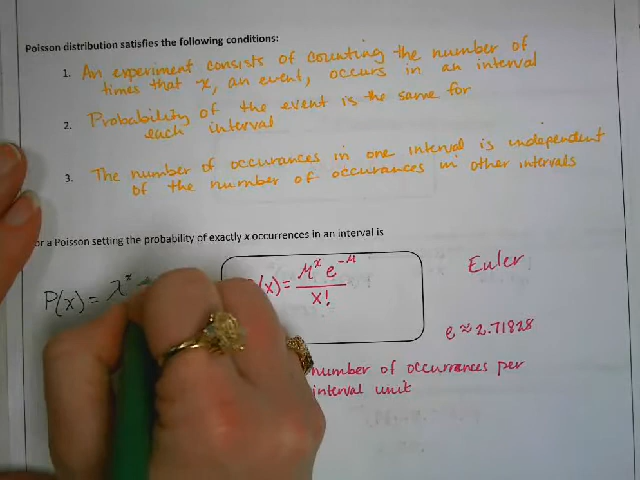 Poisson distribution satisfies the following conditions:
1. An experiment consists of counting the number of
times that x, an event, occurs in an interval
2. Probability of the event is the same for
each interval
3. The number of occurances in one interval is independent
of the number of occurances in other intervals
or a Poisson setting the probability of exactly x occurrences in an interval is
Euler
P(x) = λ^x
(x) = μ^x e^-μ / x!
e ≈ 2.71828
number of occurrances per
interval unit